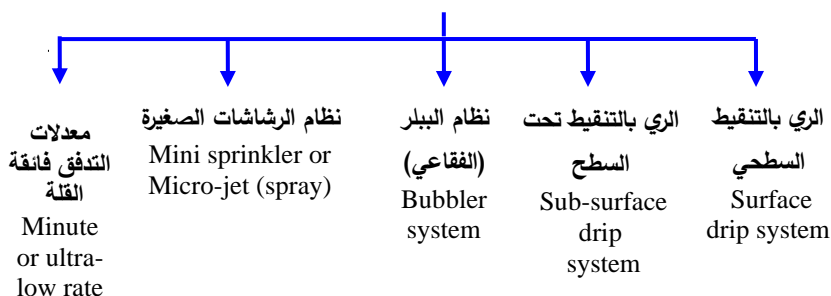 الري بالتنقيط
السطحي
Surface
drip system
الري بالتنقيط تحت
السطح
Sub-surface
drip
system
نظام الببلر
(الفقاعي)
Bubbler
system
نظام الرشاشات الصغيرة
Mini sprinkler or
Micro-jet (spray)
معدلات
التدفق فائقة
القلة
Minute
or ultra-
low rate